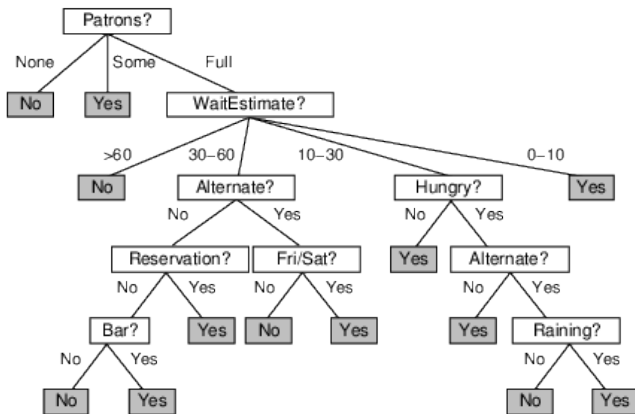 Patrons?
None Some Full
No Yes WaitEstimate?
>60 30–60 10–30 0–10
No Alternate? Hungry? Yes
No Yes No Yes
Reservation? Fri/Sat? Yes Alternate?
No Yes No Yes No Yes
Bar? Yes No Yes Yes Raining?
No Yes No Yes
No Yes No Yes